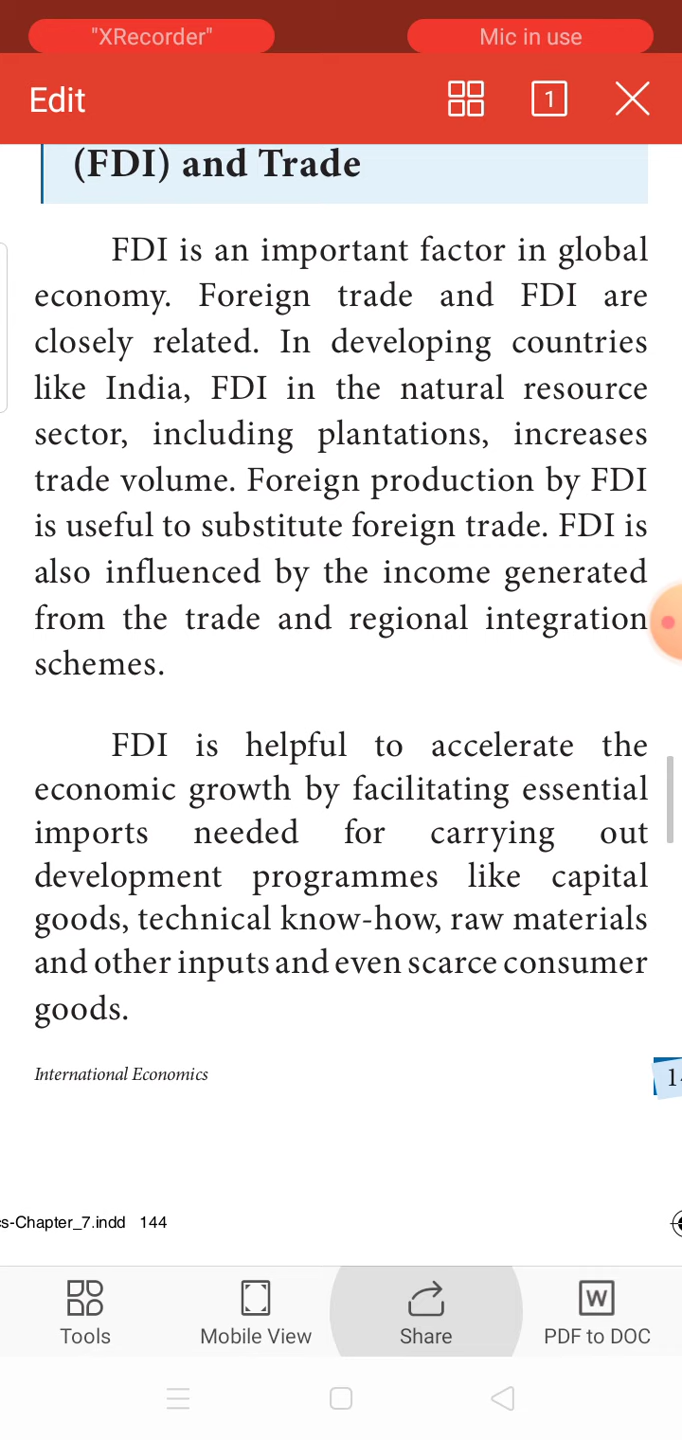 "XRecorder"
Mic in use
Edit
1
(FDI) and Trade
FDI is an important factor in global
economy. Foreign trade and FDI are
closely related. In developing countries
like India, FDI in the natural resource
sector, including plantations, increases
trade volume. Foreign production by FDI
is useful to substitute foreign trade. FDI is
also influenced by the income generated
from the trade and regional integration
schemes.
FDI is helpful to accelerate the
economic growth by facilitating essential
imports needed for carrying out
development programmes like capital
goods, technical know-how, raw materials
and other inputs and even scarce consumer
goods.
International Economics
s-Chapter_7.indd 144
W
Tools
Mobile View
Share
PDF to DOC